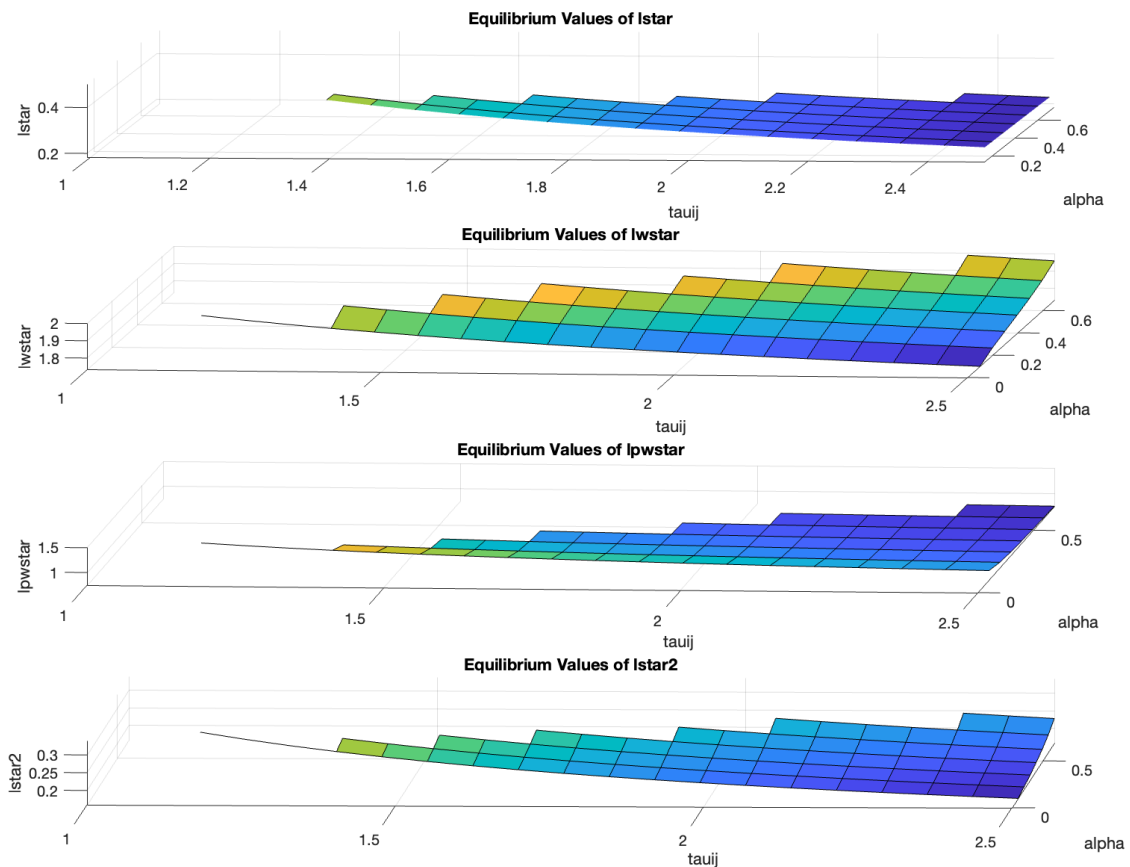 Equilibrium Values of lstar
lstar
0.4
0.2
1
1.2
1.4
1.6
1.8
2
2.2
2.4
tauij
0.2
0.4
0.6
alpha
Equilibrium Values of lwstar
lwstar
2
1.9
1.8
1
1.5
2
2.5
tauij
0
0.2
0.4
0.6
alpha
Equilibrium Values of lpwstar
lpwstar
1.5
1
1
1.5
2
2.5
tauij
0
0.5
alpha
Equilibrium Values of lstar2
lstar2
0.3
0.25
0.2
1
1.5
2
2.5
tauij
0
0.5
alpha